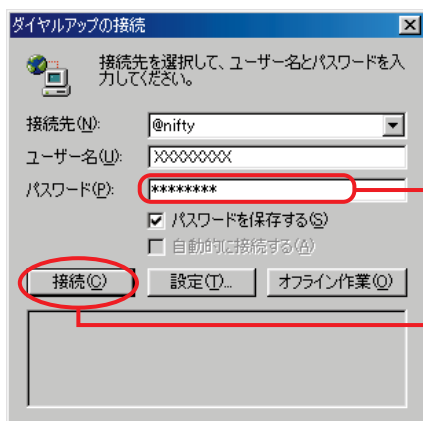 ダイヤルアップの接続
接続先を選択して、ユーザー名とパスワードを入
力してください。
接続先(N): @nifty
ユーザー名(U): XXXXXXXXX
パスワード(P): ********
パスワードを保存する(S)
自動的に接続する(A)
接続(C) 設定(T)... オフライン作業(O)